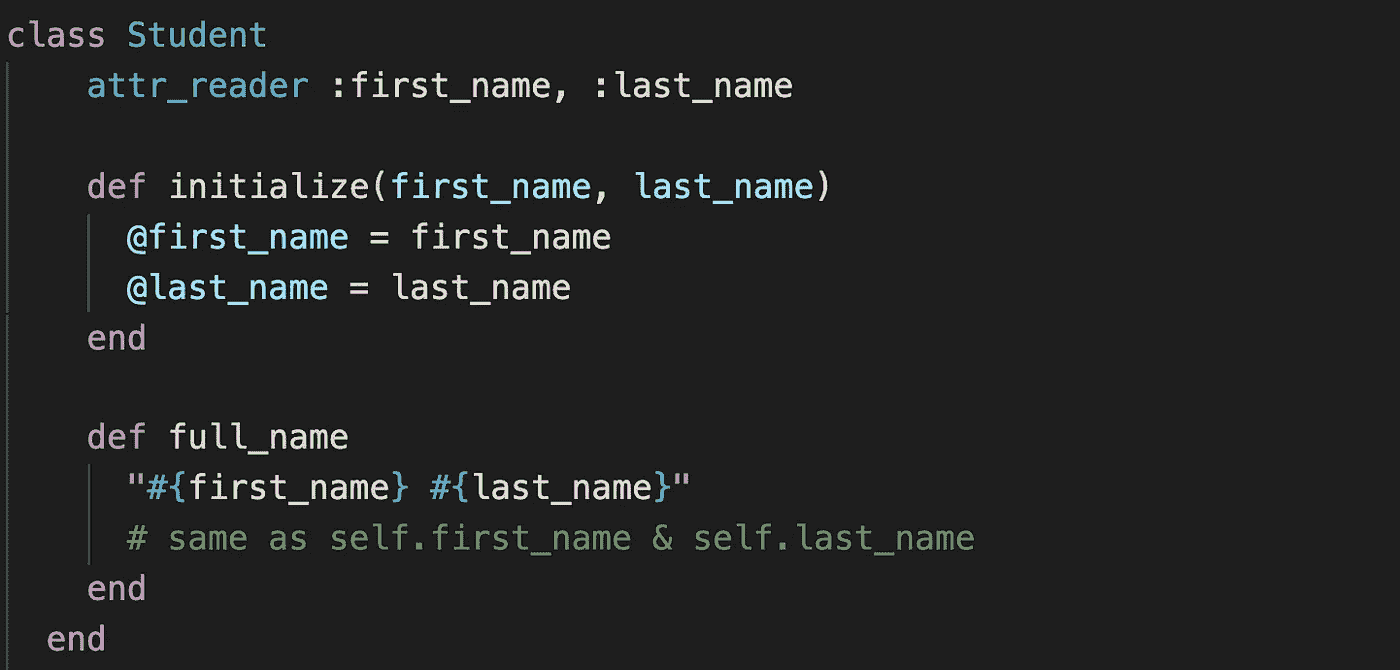 class Student
    attr_reader :first_name, :last_name

    def initialize(first_name, last_name)
      @first_name = first_name
      @last_name = last_name
    end

    def full_name
      "#{first_name} #{last_name}"
      # same as self.first_name & self.last_name
    end
  end